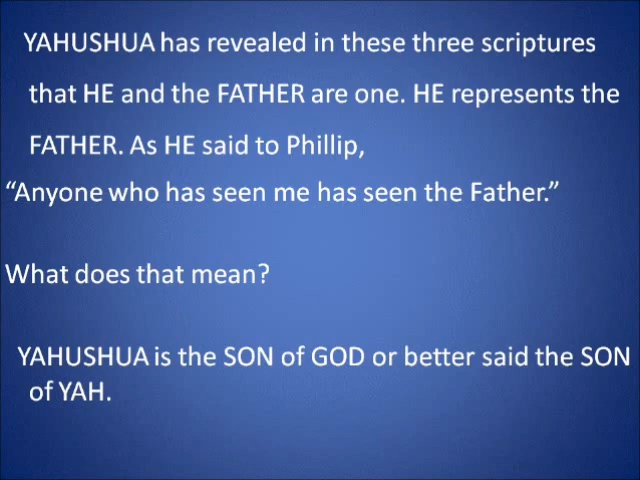 YAHUSHUA has revealed in these three scriptures
that HE and the FATHER are one. HE represents the
FATHER. As HE said to Phillip,
“Anyone who has seen me has seen the Father.”
What does that mean?
YAHUSHUA is the SON of GOD or better said the SON
of YAH.